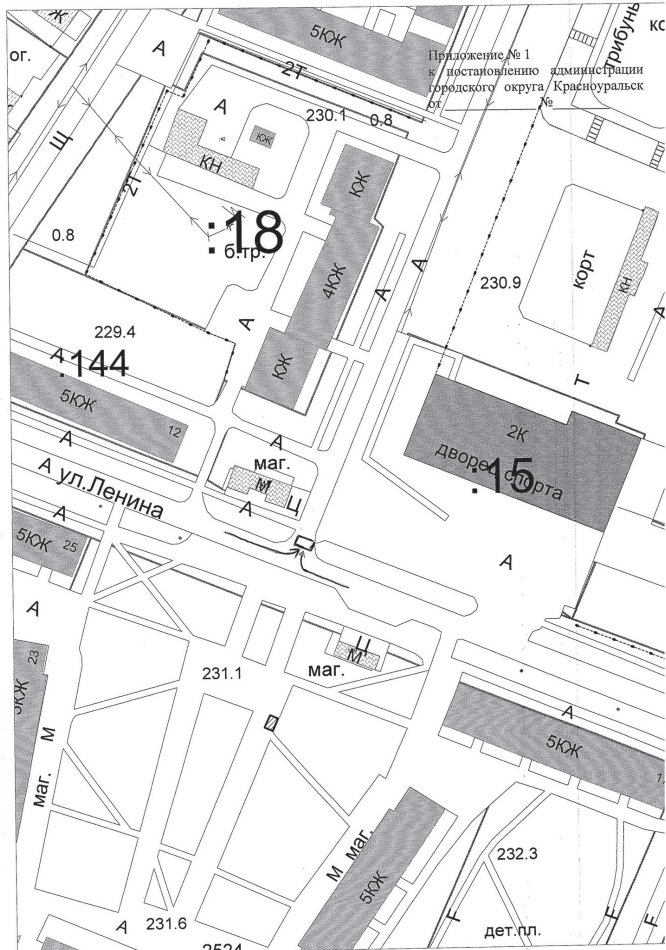 Ж
5КЖ
трибуны
ог.
А
Приложение № 1
к постановлению администрации
городского округа Красноуральск
от №
2Т
А
230.1
0.8
Щ
КЖ
КН
КЖ
2Т
:18
б.тр.
0.8
4КЖ
А
А
230.9
корт
КН
А
229.4
А
А
:144
КЖ
Т
5КЖ
12
2К
дворец спорта
:15
А
А
маг.
М
Ц
А
А ул.Ленина
А
5КЖ
25
А
А
Ц
М
маг.
231.1
23
5КЖ
М
маг.
А
5КЖ
М маг.
5КЖ
232.3
А
231.6
F
F
F
дет.пл.
2524